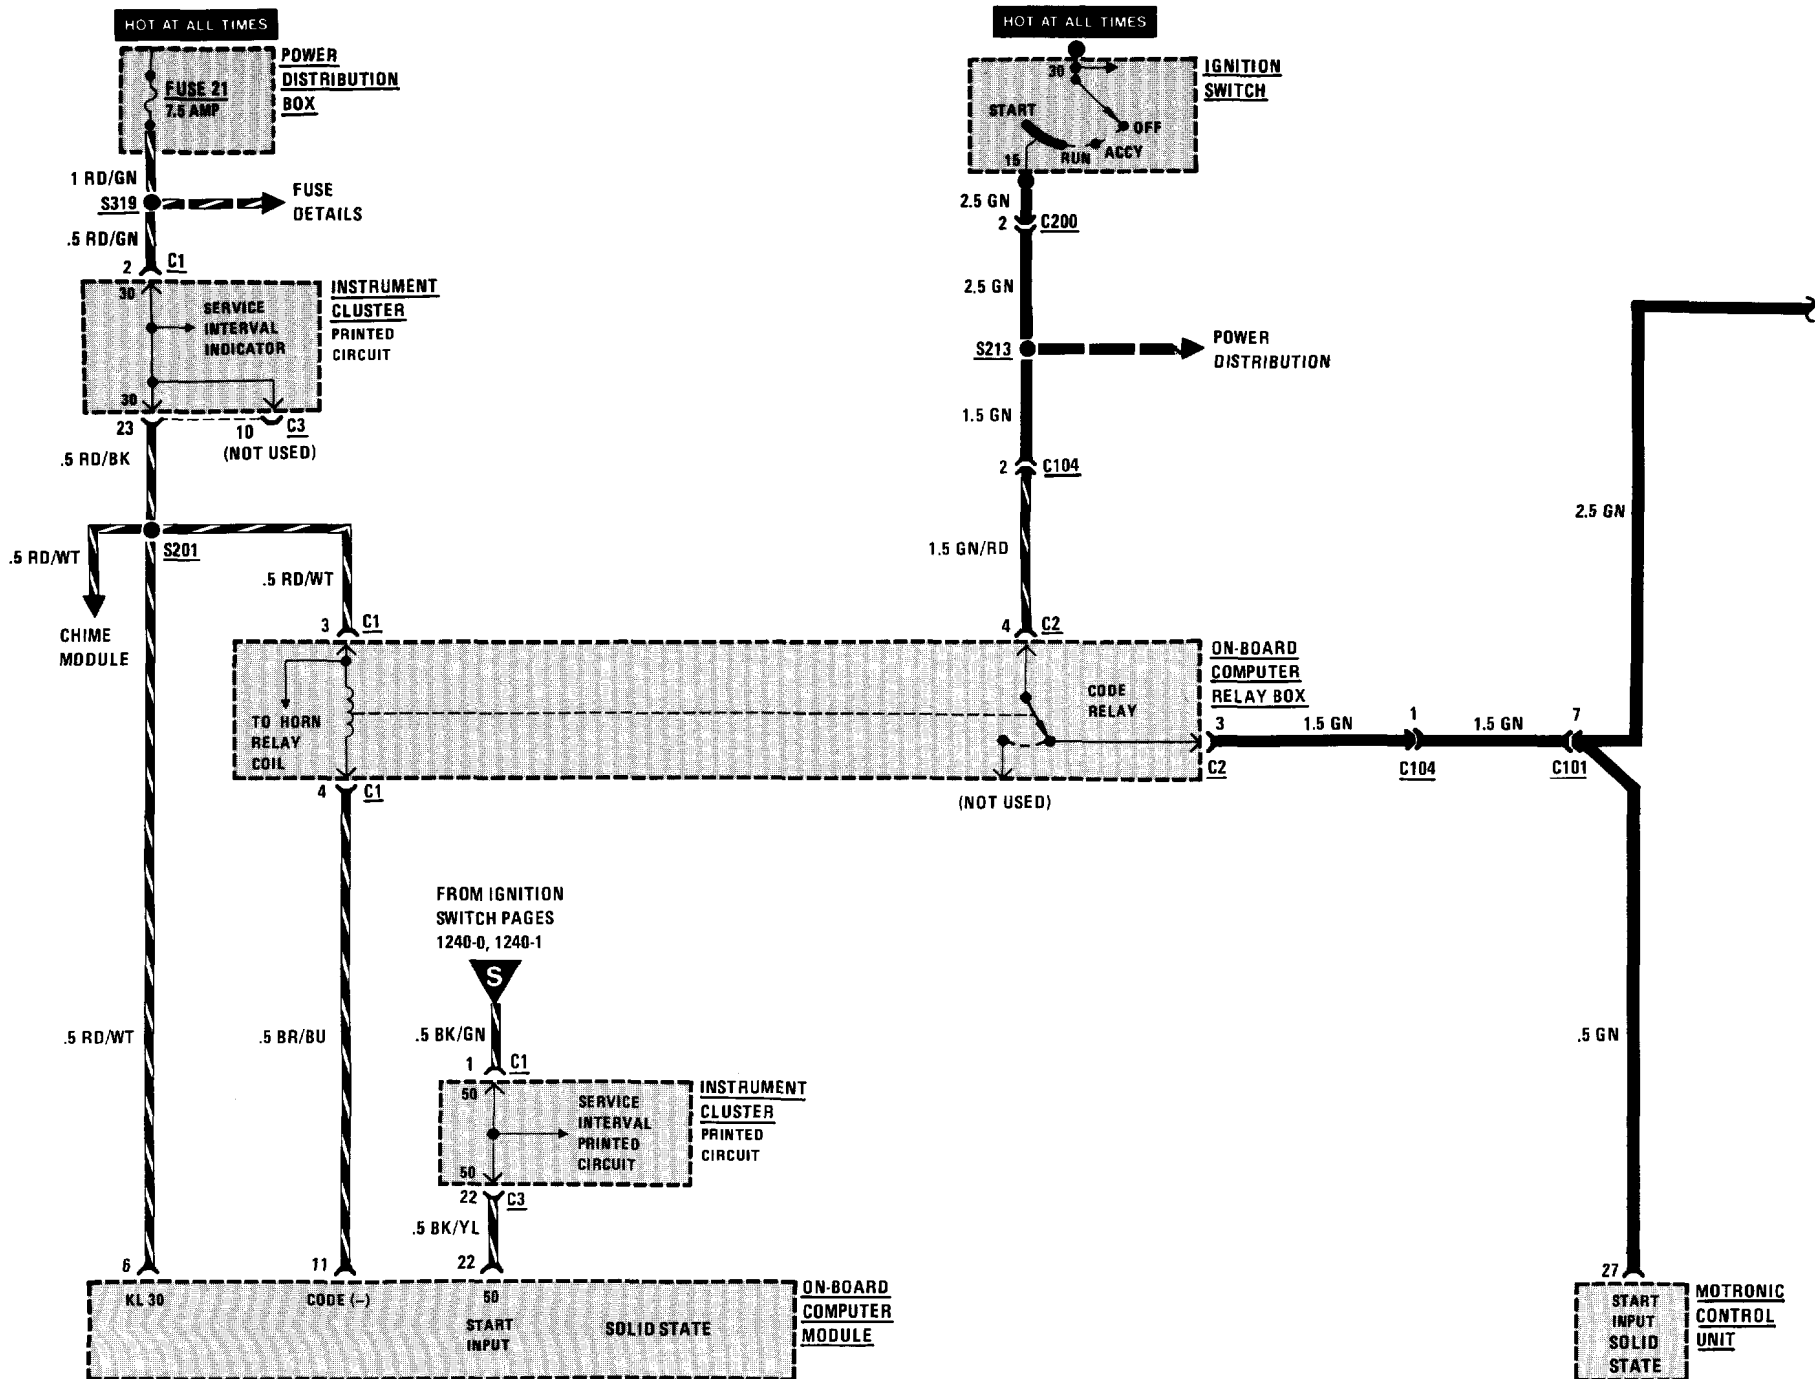 HOT AT ALL TIMES
POWER
DISTRIBUTION
BOX
FUSE 21
7.5 AMP
1 RD/GN
S319
FUSE
DETAILS
.5 RD/GN
2
C1
30
SERVICE
INTERVAL
INDICATOR
30
INSTRUMENT
CLUSTER
PRINTED
CIRCUIT
23
10
C3
(NOT USED)
.5 RD/BK
S201
.5 RD/WT
CHIME
MODULE
.5 RD/WT
HOT AT ALL TIMES
30
IGNITION
SWITCH
START
OFF
ACCY
RUN
15
2.5 GN
2
C200
2.5 GN
S213
POWER
DISTRIBUTION
1.5 GN
2
C104
1.5 GN/RD
3
C1
4
C2
TO HORN
RELAY
COIL
CODE
RELAY
ON-BOARD
COMPUTER
RELAY BOX
4
C1
(NOT USED)
3
C2
1.5 GN
1
C104
1.5 GN
7
C101
2.5 GN
.5 GN
FROM IGNITION
SWITCH PAGES
1240-0, 1240-1
S
.5 RD/WT
.5 BR/BU
.5 BK/GN
1
C1
50
SERVICE
INTERVAL
PRINTED
CIRCUIT
50
INSTRUMENT
CLUSTER
PRINTED
CIRCUIT
22
C3
.5 BK/YL
6
11
22
KL 30
CODE (–)
50
START
INPUT
SOLID STATE
ON-BOARD
COMPUTER
MODULE
27
START
INPUT
SOLID
STATE
MOTRONIC
CONTROL
UNIT